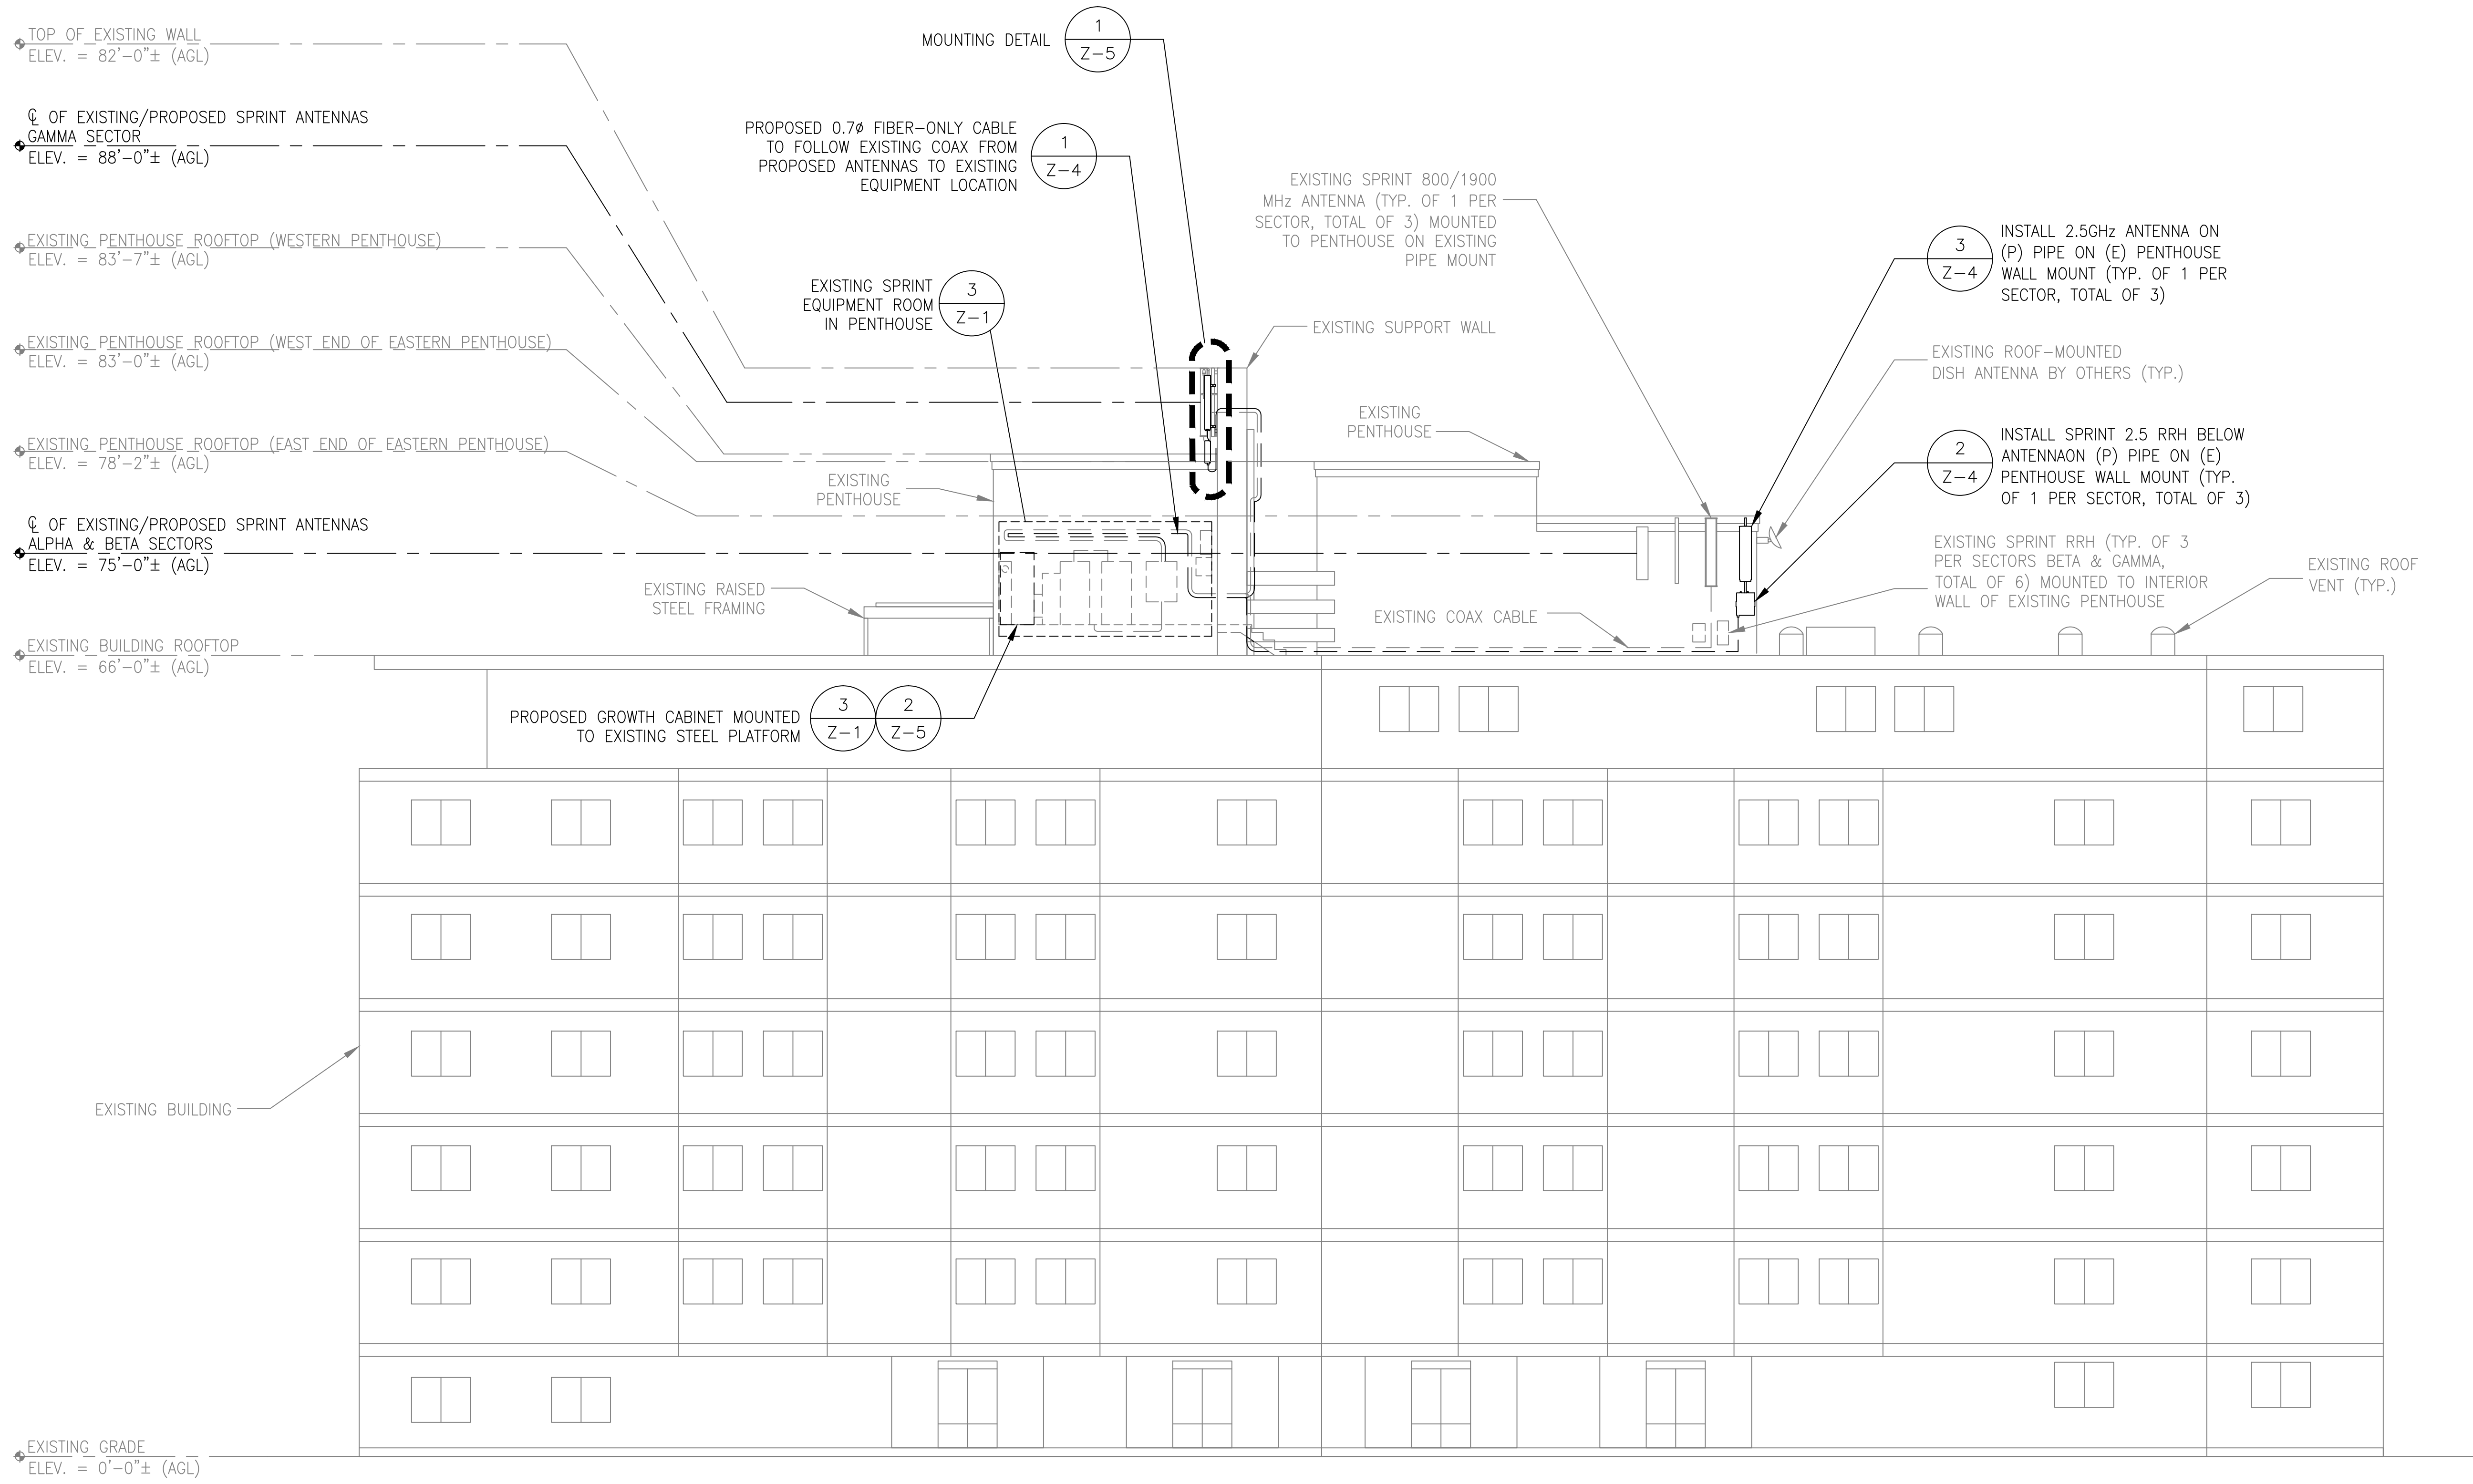 TOP OF EXISTING WALL
ELEV. = 82'-0"± (AGL)
℄ OF EXISTING/PROPOSED SPRINT ANTENNAS
GAMMA SECTOR
ELEV. = 88'-0"± (AGL)
EXISTING PENTHOUSE ROOFTOP (WESTERN PENTHOUSE)
ELEV. = 83'-7"± (AGL)
EXISTING PENTHOUSE ROOFTOP (WEST END OF EASTERN PENTHOUSE)
ELEV. = 83'-0"± (AGL)
EXISTING PENTHOUSE ROOFTOP (EAST END OF EASTERN PENTHOUSE)
ELEV. = 78'-2"± (AGL)
℄ OF EXISTING/PROPOSED SPRINT ANTENNAS
ALPHA & BETA SECTORS
ELEV. = 75'-0"± (AGL)
EXISTING BUILDING ROOFTOP
ELEV. = 66'-0"± (AGL)
EXISTING BUILDING
EXISTING GRADE
ELEV. = 0'-0"± (AGL)
MOUNTING DETAIL
1
Z-5
PROPOSED 0.7ø FIBER-ONLY CABLE
TO FOLLOW EXISTING COAX FROM
PROPOSED ANTENNAS TO EXISTING
EQUIPMENT LOCATION
1
Z-4
EXISTING SPRINT
EQUIPMENT ROOM
IN PENTHOUSE
3
Z-1
EXISTING SPRINT 800/1900
MHz ANTENNA (TYP. OF 1 PER
SECTOR, TOTAL OF 3) MOUNTED
TO PENTHOUSE ON EXISTING
PIPE MOUNT
EXISTING SUPPORT WALL
EXISTING
PENTHOUSE
EXISTING
PENTHOUSE
EXISTING RAISED
STEEL FRAMING
EXISTING COAX CABLE
PROPOSED GROWTH CABINET MOUNTED
TO EXISTING STEEL PLATFORM
3
Z-1
2
Z-5
3
Z-4
INSTALL 2.5GHz ANTENNA ON
(P) PIPE ON (E) PENTHOUSE
WALL MOUNT (TYP. OF 1 PER
SECTOR, TOTAL OF 3)
EXISTING ROOF-MOUNTED
DISH ANTENNA BY OTHERS (TYP.)
2
Z-4
INSTALL SPRINT 2.5 RRH BELOW
ANTENNAON (P) PIPE ON (E)
PENTHOUSE WALL MOUNT (TYP.
OF 1 PER SECTOR, TOTAL OF 3)
EXISTING SPRINT RRH (TYP. OF 3
PER SECTORS BETA & GAMMA,
TOTAL OF 6) MOUNTED TO INTERIOR
WALL OF EXISTING PENTHOUSE
EXISTING ROOF
VENT (TYP.)